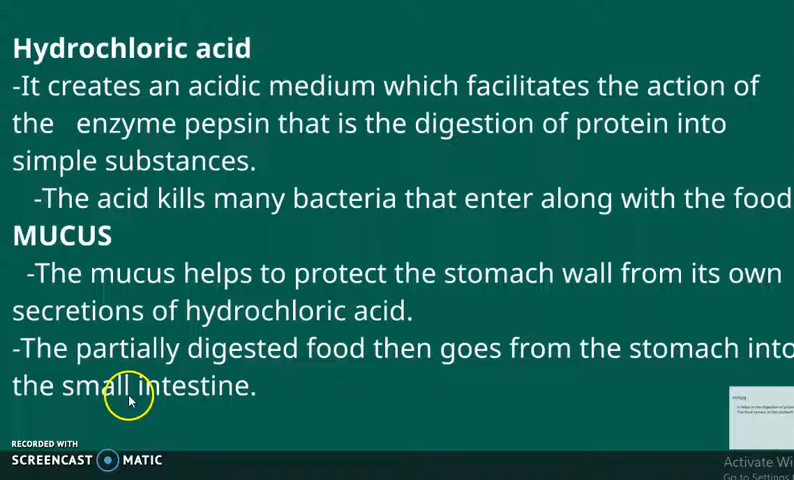 Hydrochloric acid
-It creates an acidic medium which facilitates the action of
the enzyme pepsin that is the digestion of protein into
simple substances.
-The acid kills many bacteria that enter along with the food
MUCUS
-The mucus helps to protect the stomach wall from its own
secretions of hydrochloric acid.
-The partially digested food then goes from the stomach into
the small intestine.
RECORDED WITH
SCREENCAST MATIC
Activate Wi
Go to Settings